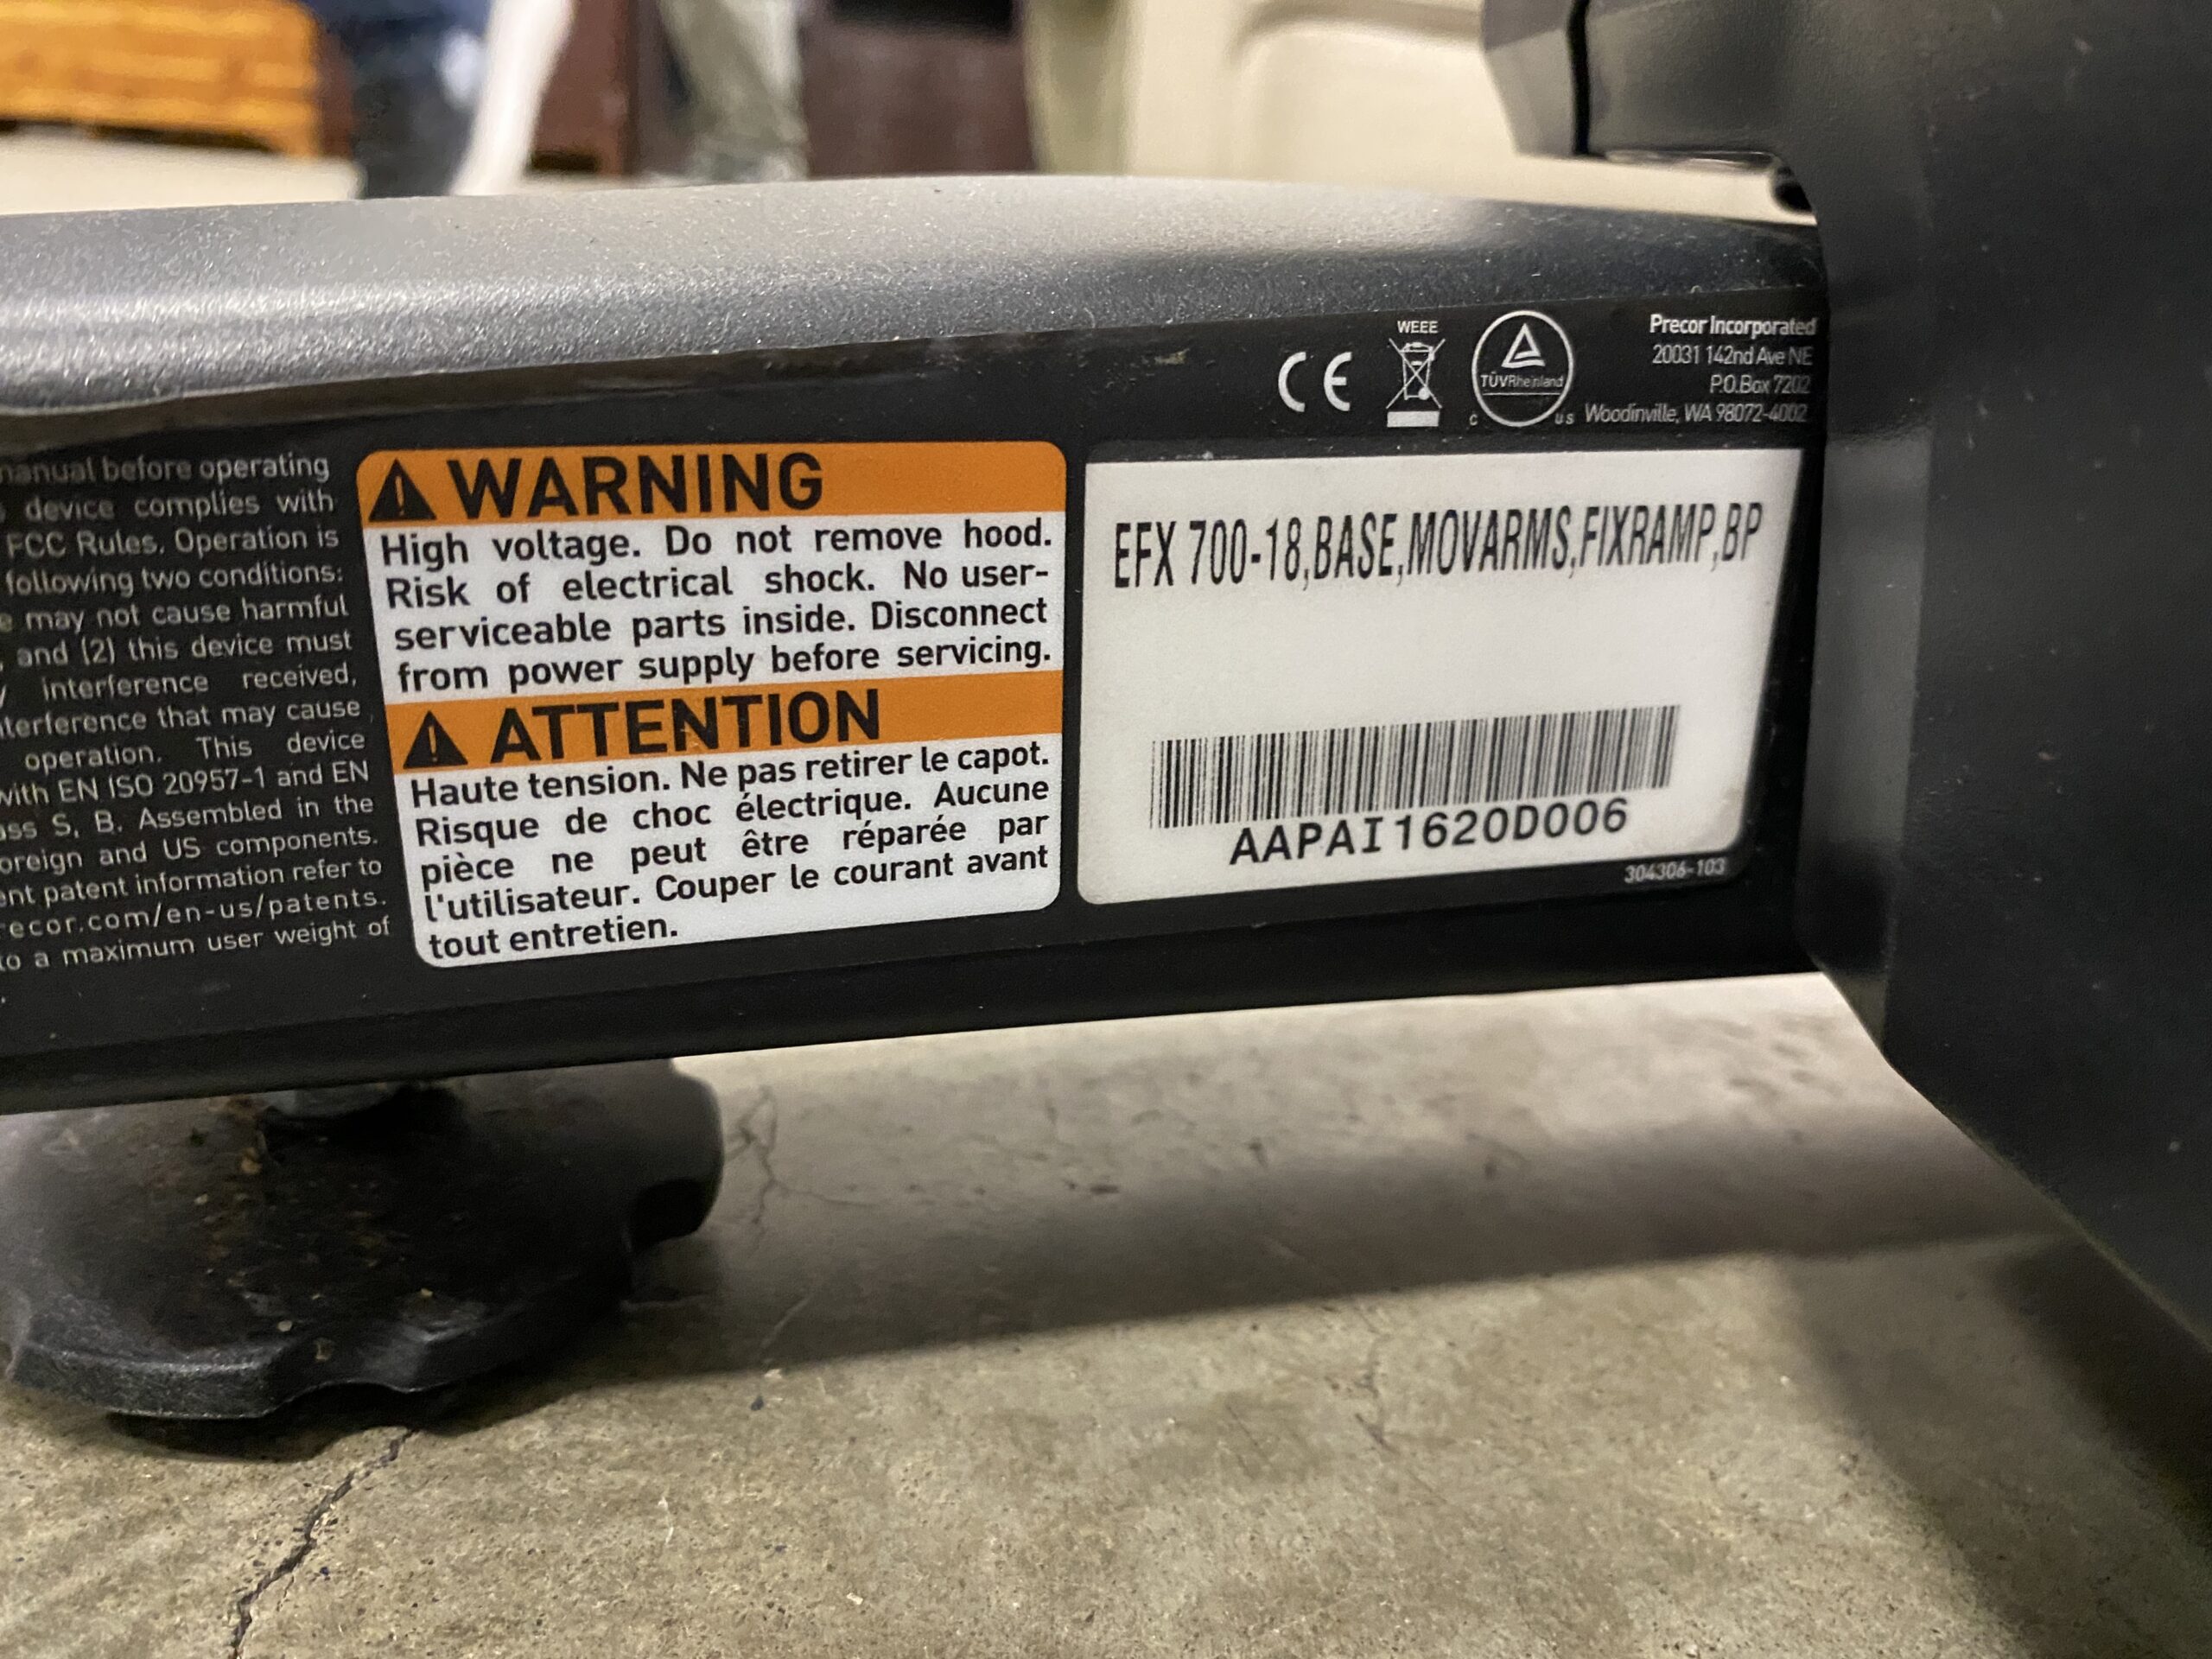 manual before operating
device complies with
FCC Rules. Operation is
following two conditions:
may not cause harmful
, and (2) this device must
interference received,
interference that may cause
operation. This device
with EN ISO 20957-1 and EN
S, B. Assembled in the
foreign and US components.
patent information refer to
precor.com/en-us/patents.
to a maximum user weight of
WARNING
High voltage. Do not remove hood.
Risk of electrical shock. No user-
serviceable parts inside. Disconnect
from power supply before servicing.
ATTENTION
Haute tension. Ne pas retirer le capot.
Risque de choc électrique. Aucune
pièce ne peut être réparée par
l'utilisateur. Couper le courant avant
tout entretien.
CE
WEEE
TÜVRheinland
C US
Precor Incorporated
20031 142nd Ave NE
P.O.Box 7202
Woodinville, WA 98072-4002
EFX 700-18,BASE,MOVARMS,FIXRAMP,BP
AAPAI1620D006
304306-103